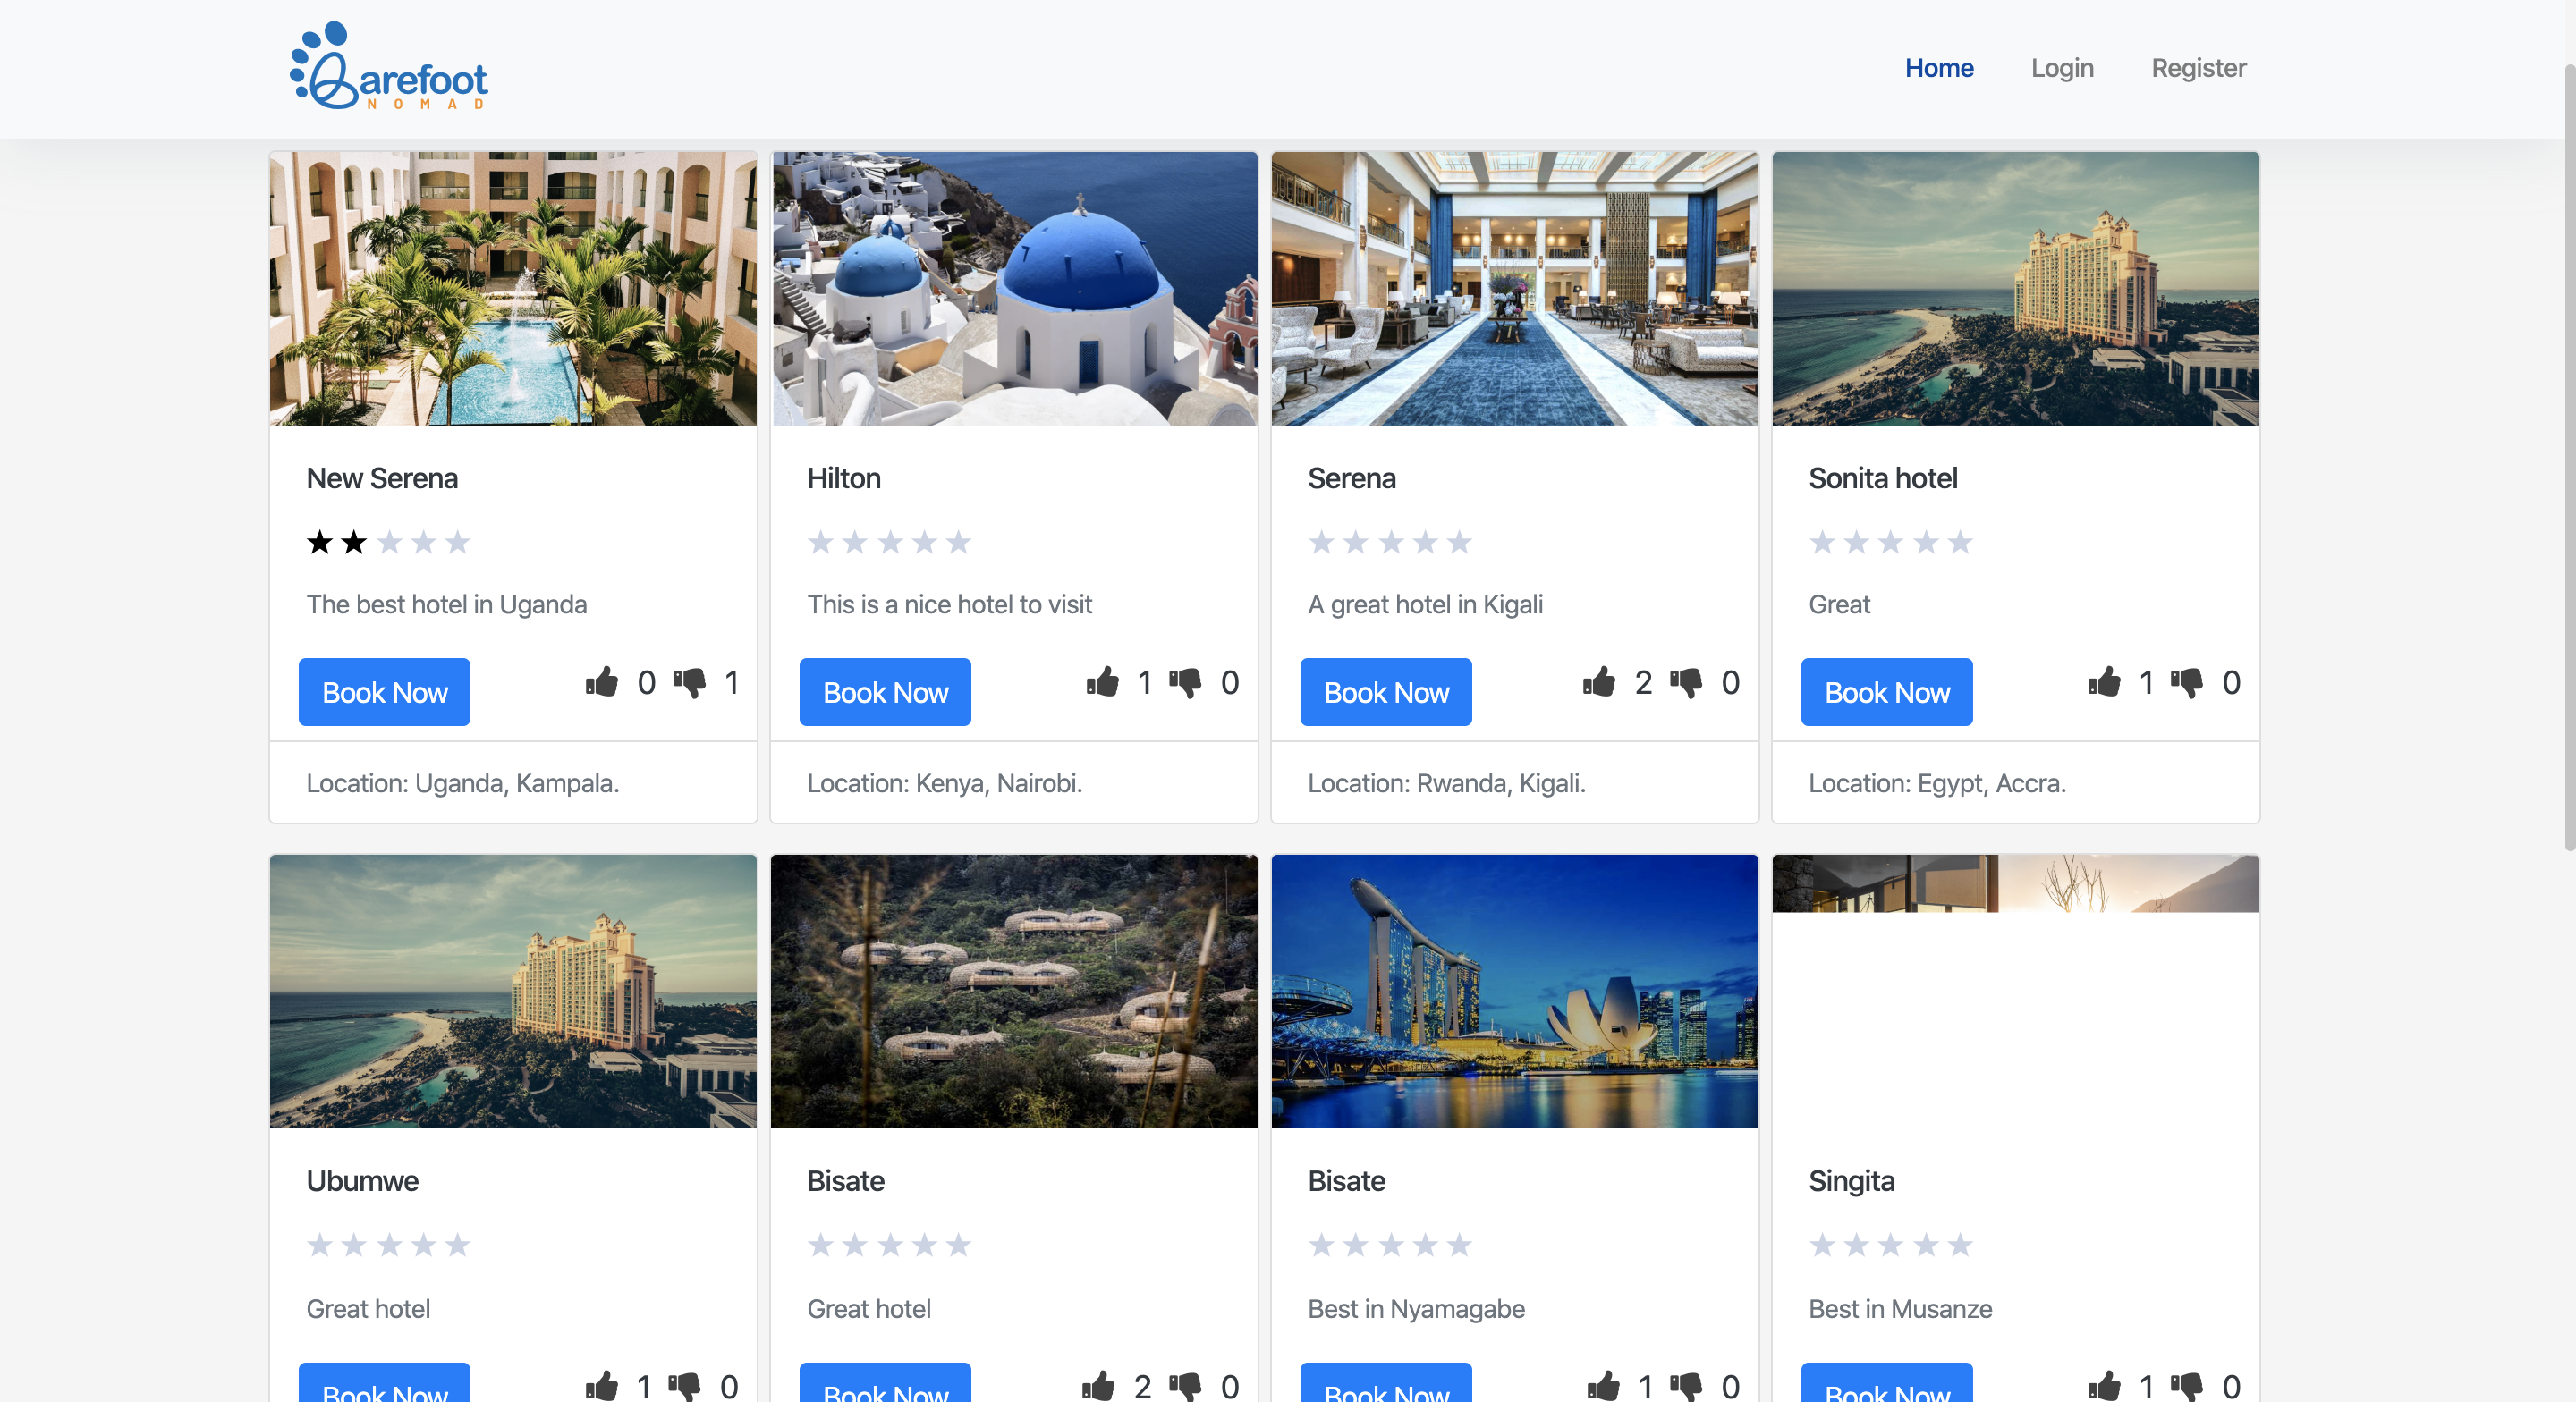 Barefoot
NOMAD
Home Login Register
New Serena
The best hotel in Uganda
Book Now 0 1
Location: Uganda, Kampala.
Hilton
This is a nice hotel to visit
Book Now 1 0
Location: Kenya, Nairobi.
Serena
A great hotel in Kigali
Book Now 2 0
Location: Rwanda, Kigali.
Sonita hotel
Great
Book Now 1 0
Location: Egypt, Accra.
Ubumwe
Great hotel
Book Now 1 0
Bisate
Great hotel
Book Now 2 0
Bisate
Best in Nyamagabe
Book Now 1 0
Singita
Best in Musanze
Book Now 1 0